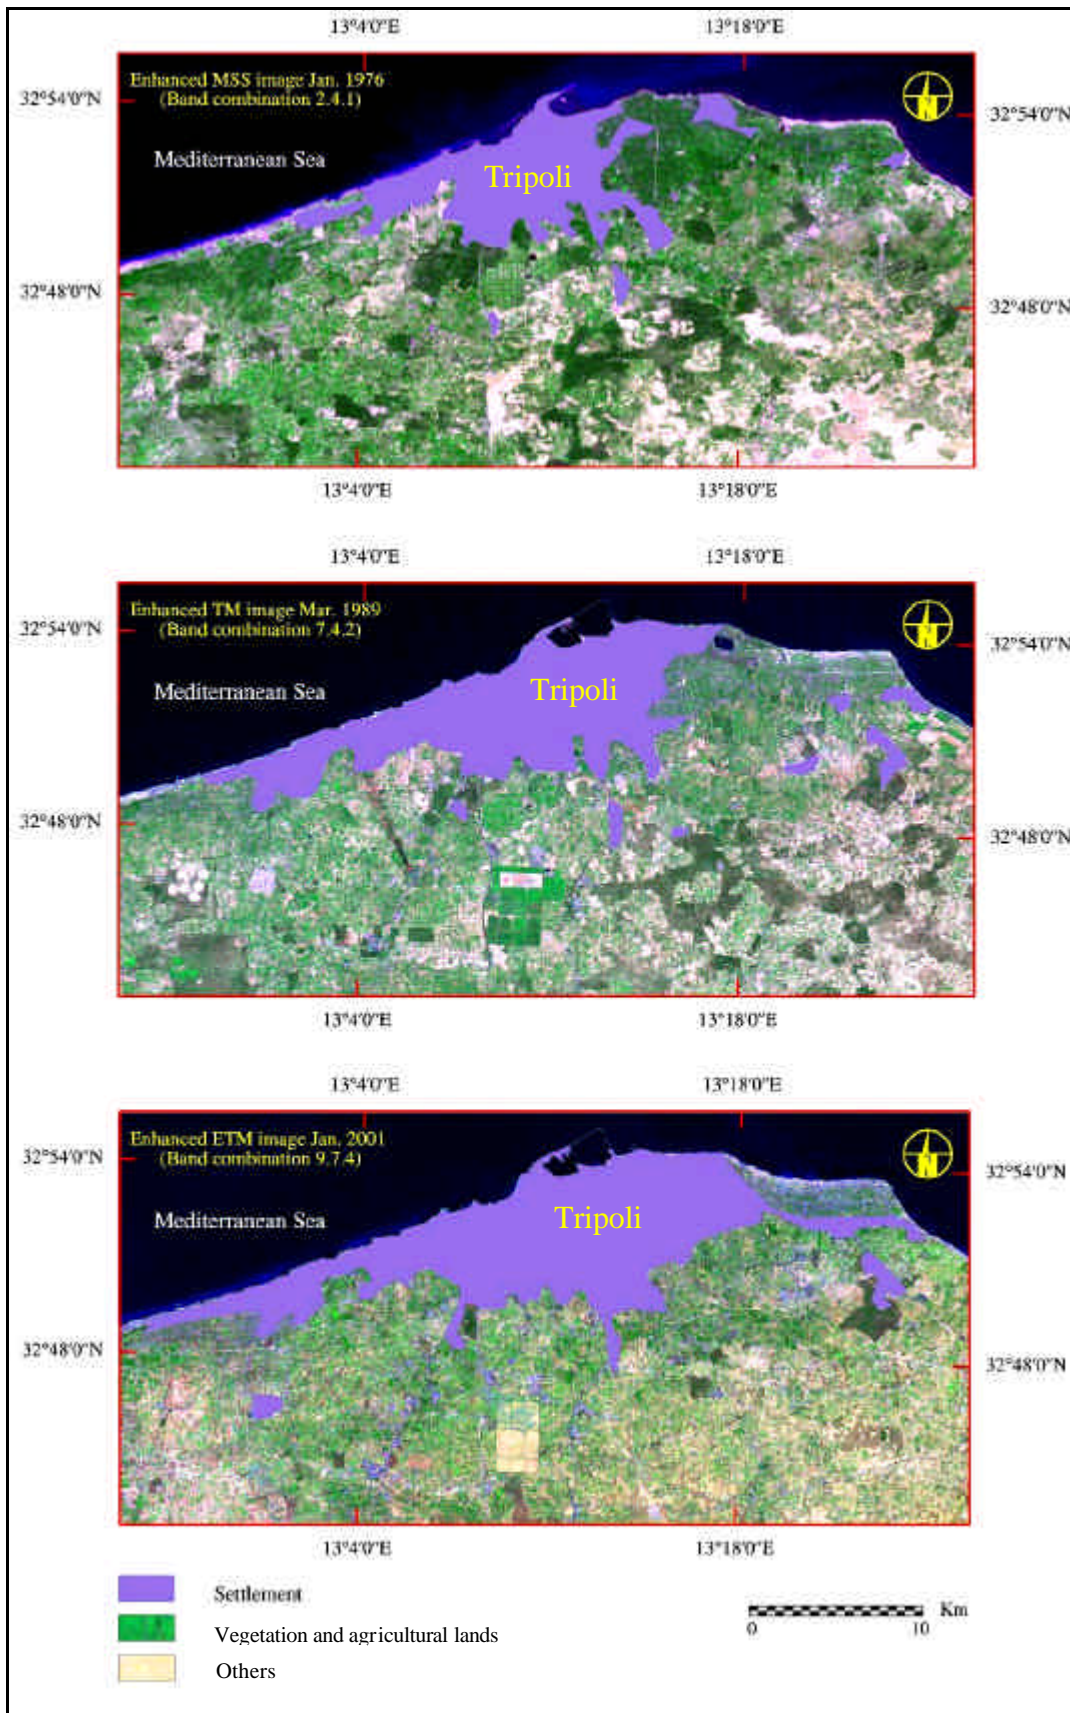 13°4'0"E 13°18'0"E
Enhanced MSS image Jan. 1976
(Band combination 2.4.1)
32°54'0"N 32°54'0"N
Mediterranean Sea
Tripoli
N
32°48'0"N 32°48'0"N
13°4'0"E 13°18'0"E
13°4'0"E 13°18'0"E
Enhanced TM image Mar. 1989
(Band combination 7.4.2)
32°54'0"N 32°54'0"N
Mediterranean Sea
Tripoli
N
32°48'0"N 32°48'0"N
13°4'0"E 13°18'0"E
13°4'0"E 13°18'0"E
Enhanced ETM image Jan. 2001
(Band combination 9.7.4)
32°54'0"N 32°54'0"N
Mediterranean Sea
Tripoli
N
32°48'0"N 32°48'0"N
13°4'0"E 13°18'0"E
Settlement
Vegetation and agricultural lands
Others
Km
0 10